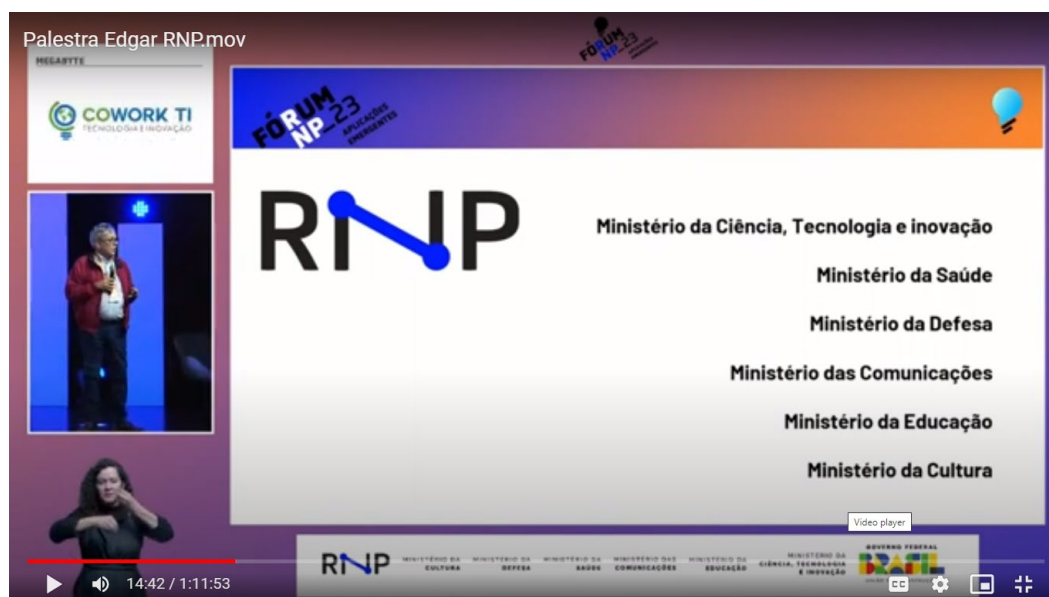 Palestra Edgar RNP.mov
FÓRUM
NP_23
MEGABYTE
COWORK TI
TECNOLOGIA E INOVAÇÃO
FÓRUM
NP_23
APLICAÇÕES
EMERGENTES
RNP
Ministério da Ciência, Tecnologia e inovação
Ministério da Saúde
Ministério da Defesa
Ministério das Comunicações
Ministério da Educação
Ministério da Cultura
Video player
RNP
MINISTÉRIO DA
CULTURA
MINISTÉRIO DA
DEFESA
MINISTÉRIO DA
SAÚDE
MINISTÉRIO DAS
COMUNICAÇÕES
MINISTÉRIO DA
EDUCAÇÃO
MINISTÉRIO DA
CIÊNCIA, TECNOLOGIA
E INOVAÇÃO
GOVERNO FEDERAL
BRASIL
14:42 / 1:11:53
CC